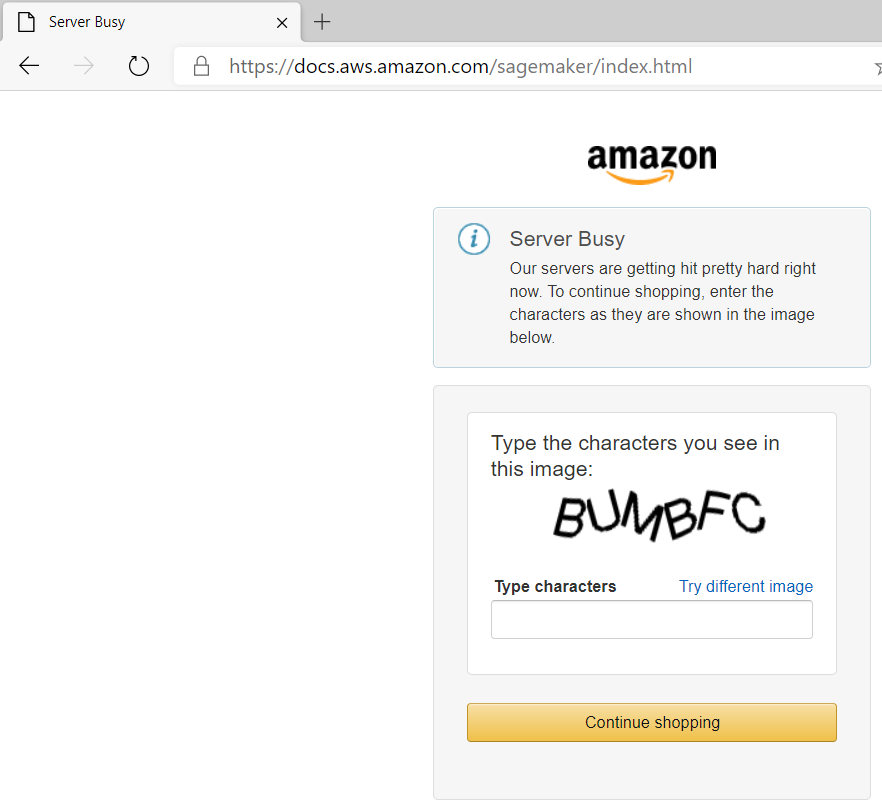 Server Busy
https://docs.aws.amazon.com/sagemaker/index.html
amazon
Server Busy
Our servers are getting hit pretty hard right
now. To continue shopping, enter the
characters as they are shown in the image
below.
Type the characters you see in
this image:
BUMBFC
Type characters
Try different image
Continue shopping